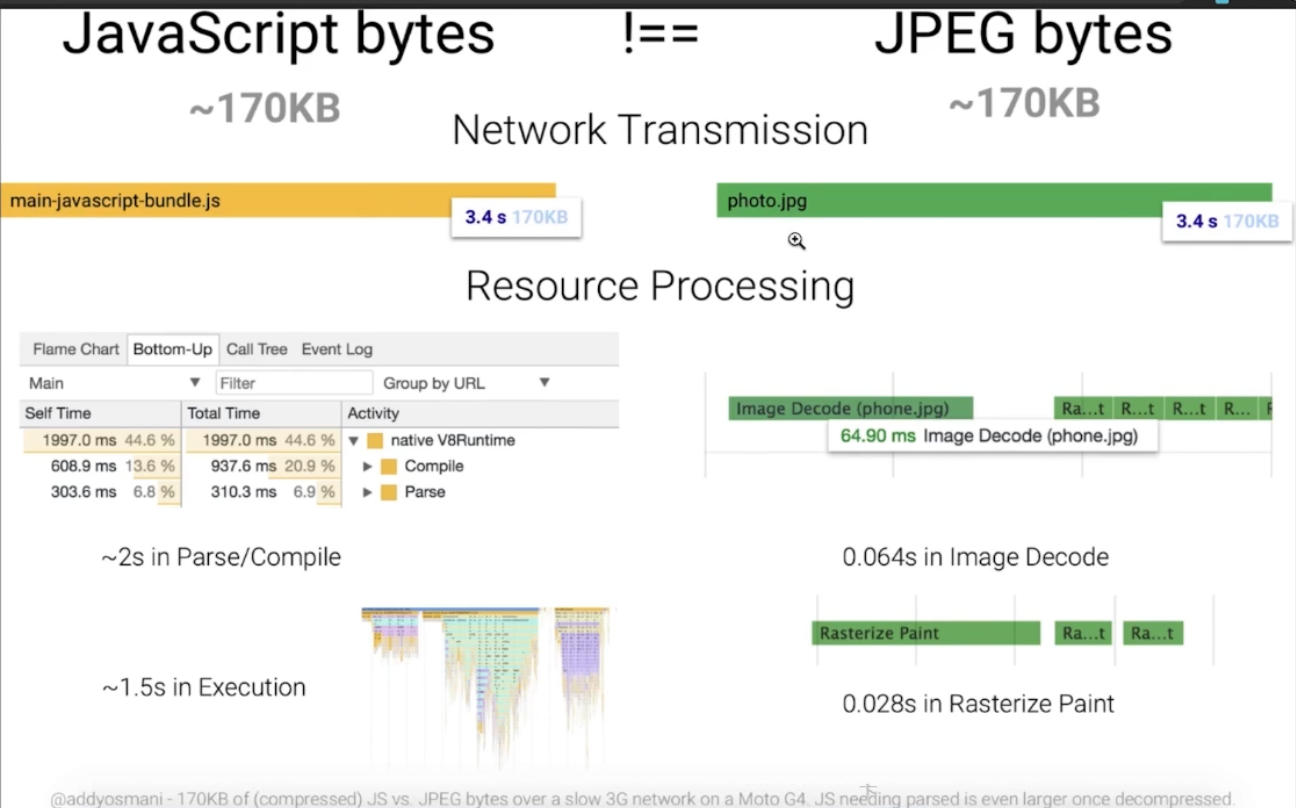 JavaScript bytes !== JPEG bytes
~170KB ~170KB
Network Transmission
main-javascript-bundle.js
3.4 s 170KB
photo.jpg
3.4 s 170KB
Resource Processing
Flame Chart Bottom-Up Call Tree Event Log
Main ▼ Filter Group by URL ▼
Self Time Total Time Activity
1997.0 ms 44.6 % 1997.0 ms 44.6 % ▼ native V8Runtime
608.9 ms 13.6 % 937.6 ms 20.9 % ▶ Compile
303.6 ms 6.8 % 310.3 ms 6.9 % ▶ Parse
Image Decode (phone.jpg) Ra...t R...t R...t R...
64.90 ms Image Decode (phone.jpg)
~2s in Parse/Compile
0.064s in Image Decode
Rasterize Paint Ra...t Ra...t
~1.5s in Execution
0.028s in Rasterize Paint
@addyosmani - 170KB of (compressed) JS vs. JPEG bytes over a slow 3G network on a Moto G4. JS needing parsed is even larger once decompressed